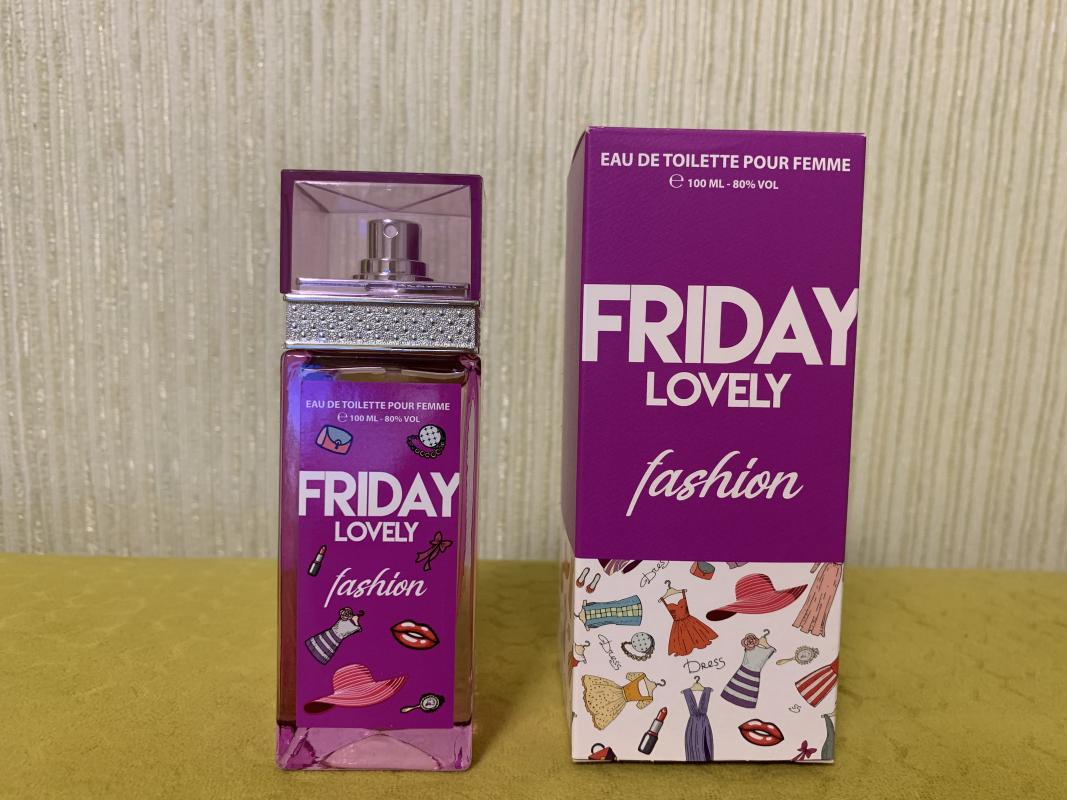 EAU DE TOILETTE POUR FEMME
℮ 100 ML - 80% VOL
FRIDAY
LOVELY
fashion
EAU DE TOILETTE POUR FEMME
℮ 100 ML - 80% VOL
FRIDAY
LOVELY
fashion
Dress
Dress
Dress